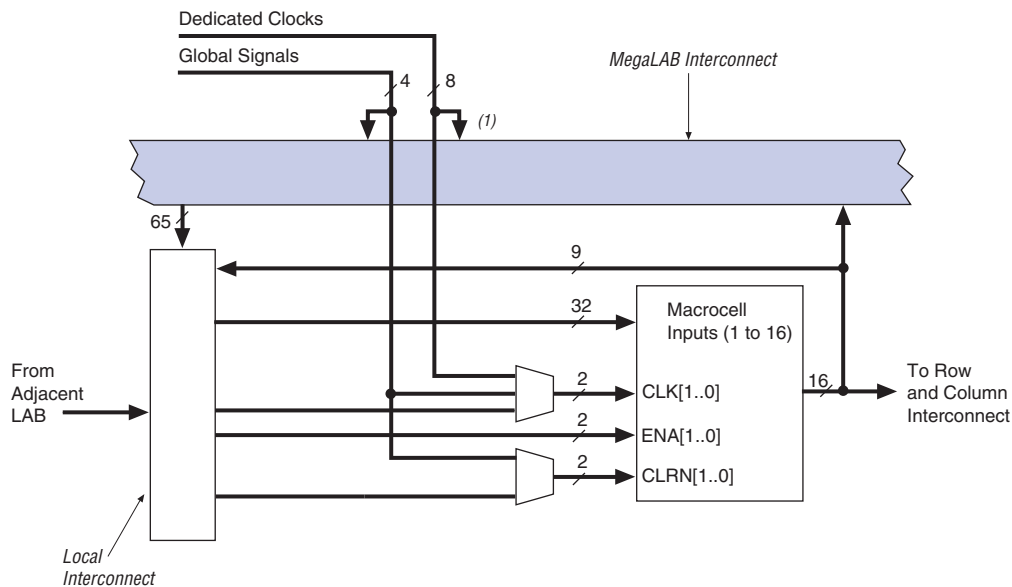 Dedicated Clocks
Global Signals
4
8
MegaLAB Interconnect
(1)
65
9
32
Macrocell
Inputs (1 to 16)
From
Adjacent
LAB
2
CLK[1..0]
16
To Row
and Column
Interconnect
2
ENA[1..0]
2
CLRN[1..0]
Local
Interconnect